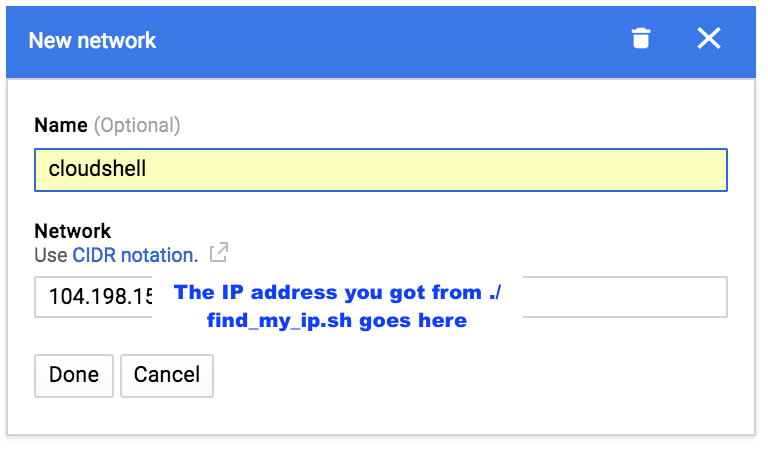 New network
Name (Optional)
cloudshell
Network
Use CIDR notation.
104.198.15
The IP address you got from ./
find_my_ip.sh goes here
Done Cancel